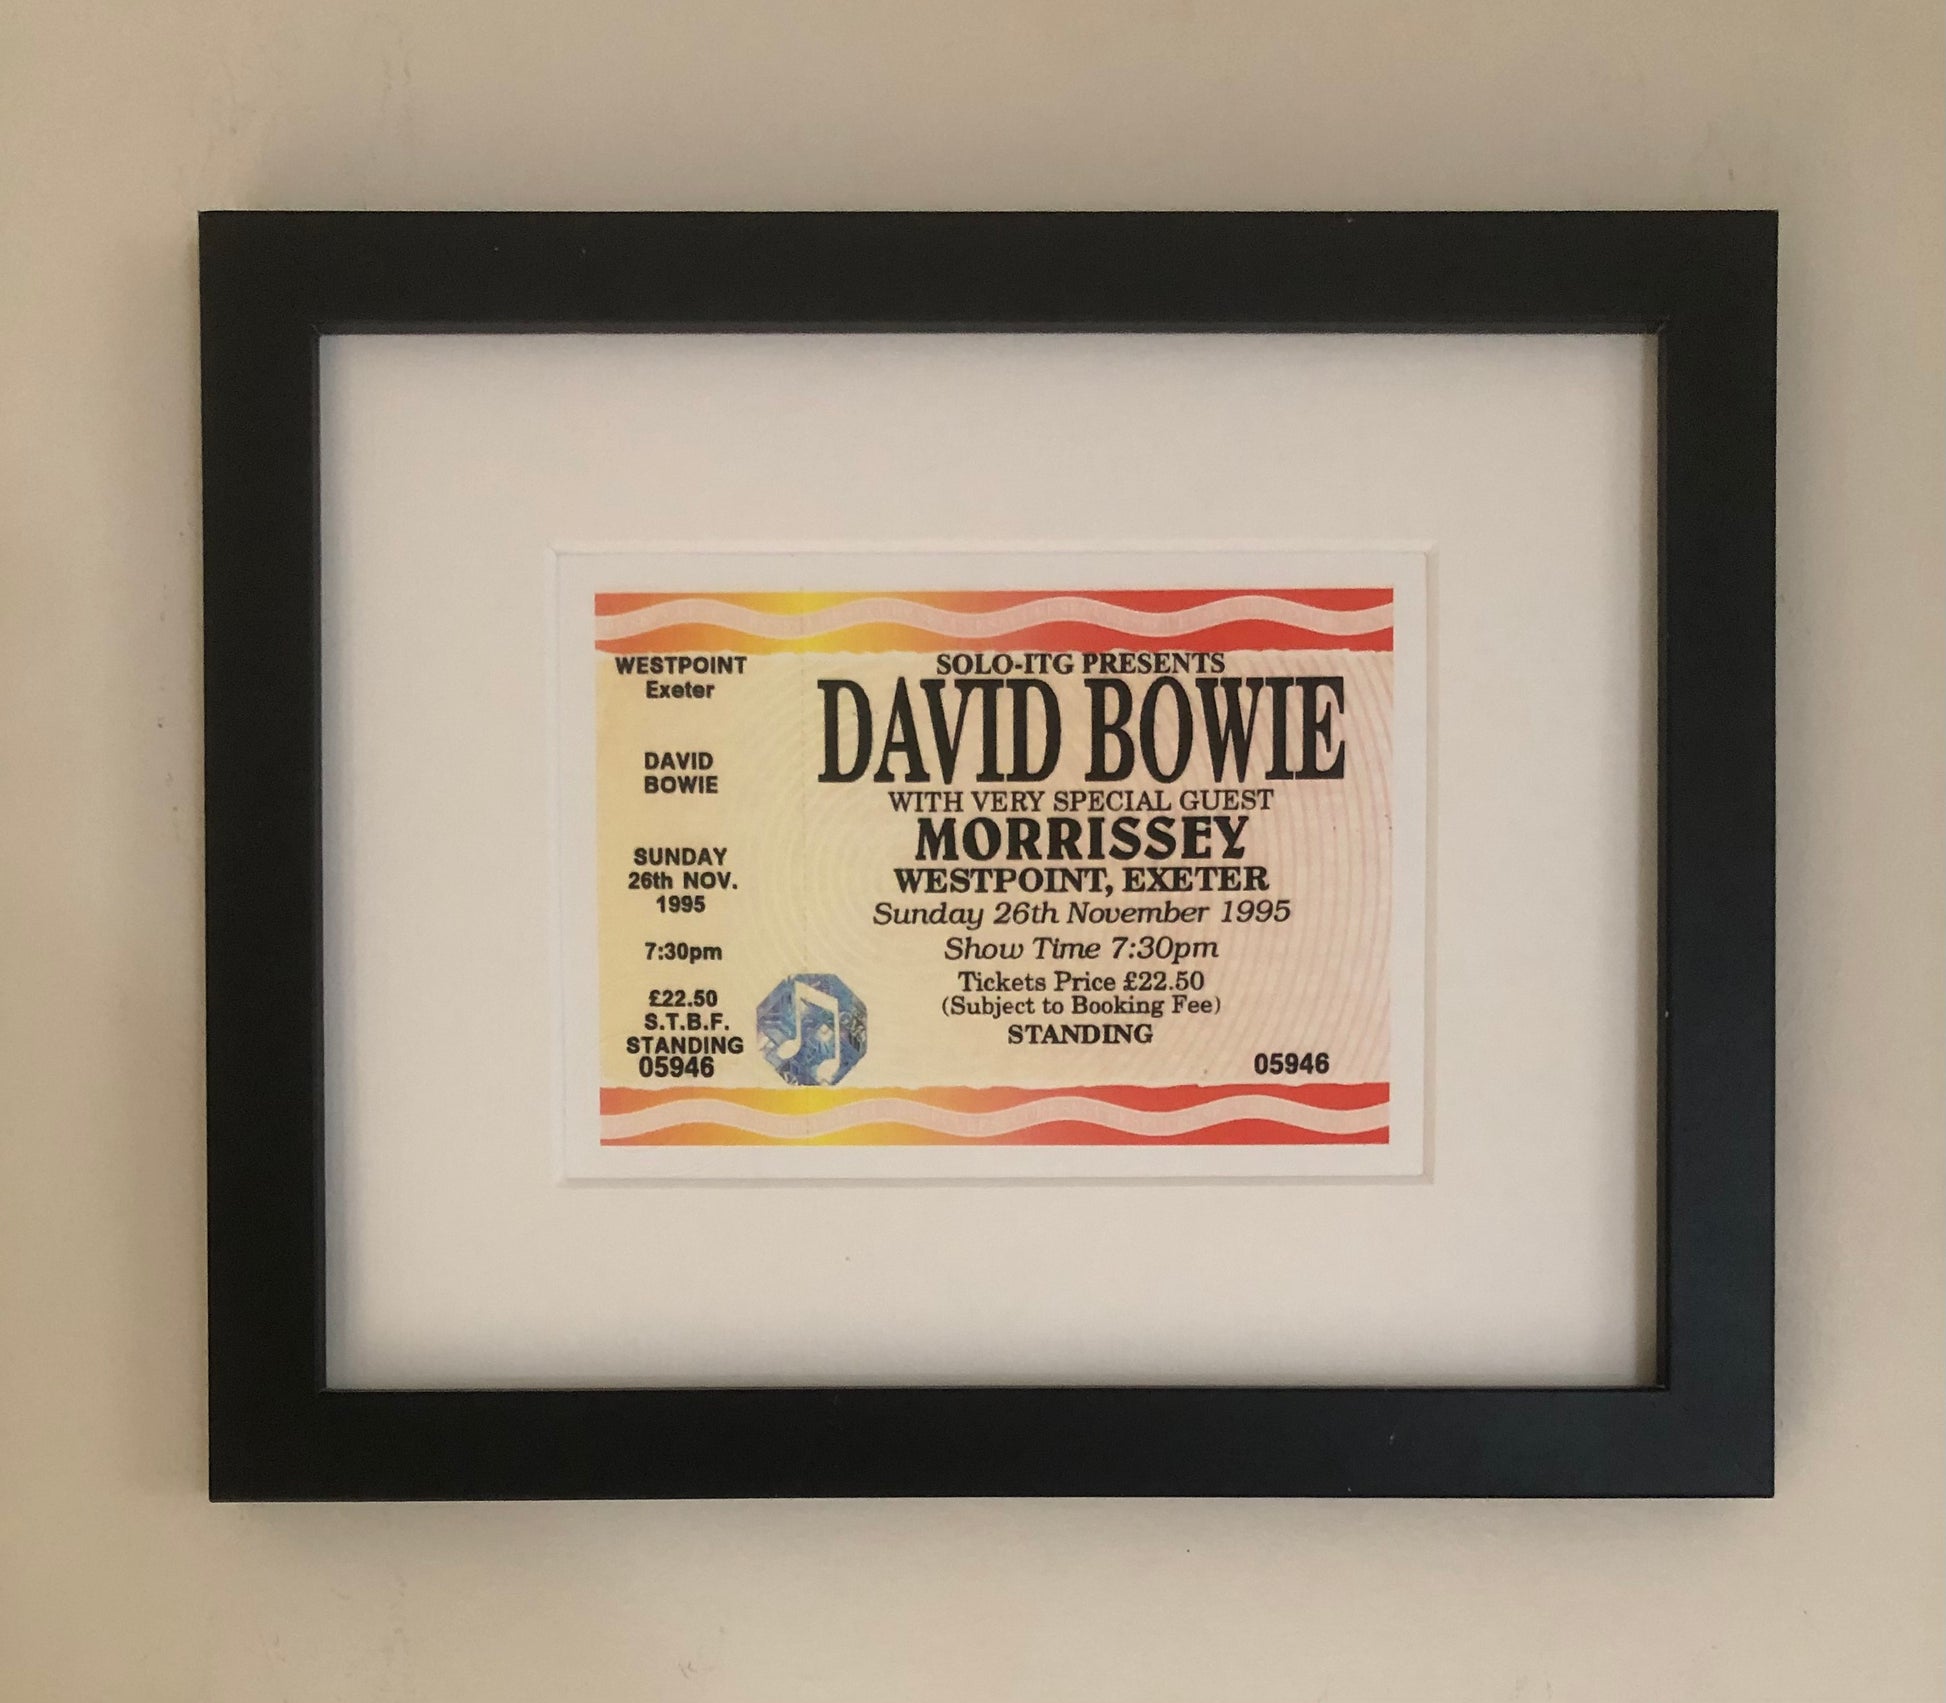 WESTPOINT
Exeter
DAVID
BOWIE
SUNDAY
26th NOV.
1995
7:30pm
£22.50
S.T.B.F.
STANDING
05946
SOLO-ITG PRESENTS
DAVID BOWIE
WITH VERY SPECIAL GUEST
MORRISSEY
WESTPOINT, EXETER
Sunday 26th November 1995
Show Time 7:30pm
Tickets Price £22.50
(Subject to Booking Fee)
STANDING
05946